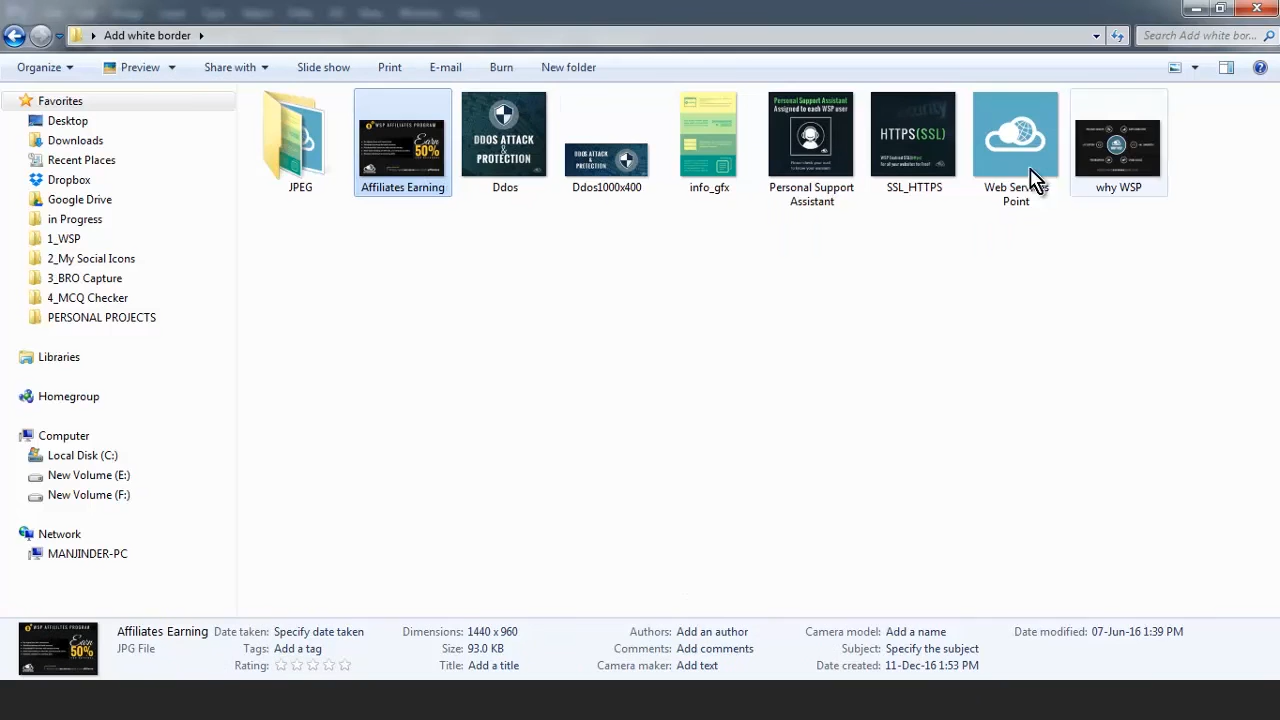 Add white border
Search Add white bor...
Organize Preview Share with Slide show Print E-mail Burn New folder
Favorites
Desktop
Downloads
Recent Places
Dropbox
Google Drive
in Progress
1_WSP
2_My Social Icons
3_BRO Capture
4_MCQ Checker
PERSONAL PROJECTS
Libraries
Homegroup
Computer
Local Disk (C:)
New Volume (E:)
New Volume (F:)
Network
MANJINDER-PC
WSP AFFILIATES PROGRAM
Earn
50%
DDOS ATTACK
&
PROTECTION
DDOS ATTACK
&
PROTECTION
Personal Support Assistant
Assigned to each WSP user
HTTPS(SSL)
JPEG
Affiliates Earning
Ddos
Ddos1000x400
info_gfx
Personal Support
Assistant
SSL_HTTPS
Point
why WSP
WSP AFFILIATES PROGRAM
Earn
50%
Affiliates Earning
JPG File
Date taken: Specify date taken
Tags: Add a tag
Rating:
Dimensions: 1440 x 960
Size: 93.0 KB
Title: Add a title
Authors: Add an author
Comments: Add comments
Camera maker: Add text
Camera model: Add a name
Subject: Specify the subject
Date created: 11-Dec-16 1:53 PM
Date modified: 07-Jun-16 1:39 PM